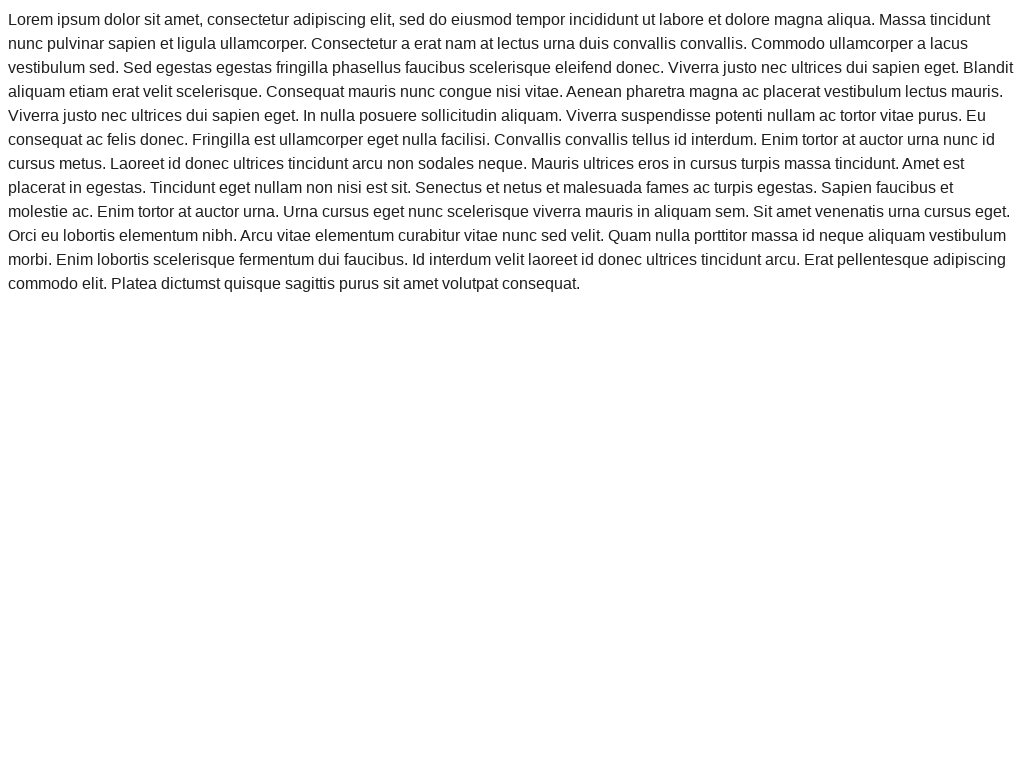 Lorem ipsum dolor sit amet, consectetur adipiscing elit, sed do eiusmod tempor incididunt ut labore et dolore magna aliqua. Massa tincidunt
nunc pulvinar sapien et ligula ullamcorper. Consectetur a erat nam at lectus urna duis convallis convallis. Commodo ullamcorper a lacus
vestibulum sed. Sed egestas egestas fringilla phasellus faucibus scelerisque eleifend donec. Viverra justo nec ultrices dui sapien eget. Blandit
aliquam etiam erat velit scelerisque. Consequat mauris nunc congue nisi vitae. Aenean pharetra magna ac placerat vestibulum lectus mauris.
Viverra justo nec ultrices dui sapien eget. In nulla posuere sollicitudin aliquam. Viverra suspendisse potenti nullam ac tortor vitae purus. Eu
consequat ac felis donec. Fringilla est ullamcorper eget nulla facilisi. Convallis convallis tellus id interdum. Enim tortor at auctor urna nunc id
cursus metus. Laoreet id donec ultrices tincidunt arcu non sodales neque. Mauris ultrices eros in cursus turpis massa tincidunt. Amet est
placerat in egestas. Tincidunt eget nullam non nisi est sit. Senectus et netus et malesuada fames ac turpis egestas. Sapien faucibus et
molestie ac. Enim tortor at auctor urna. Urna cursus eget nunc scelerisque viverra mauris in aliquam sem. Sit amet venenatis urna cursus eget.
Orci eu lobortis elementum nibh. Arcu vitae elementum curabitur vitae nunc sed velit. Quam nulla porttitor massa id neque aliquam vestibulum
morbi. Enim lobortis scelerisque fermentum dui faucibus. Id interdum velit laoreet id donec ultrices tincidunt arcu. Erat pellentesque adipiscing
commodo elit. Platea dictumst quisque sagittis purus sit amet volutpat consequat.